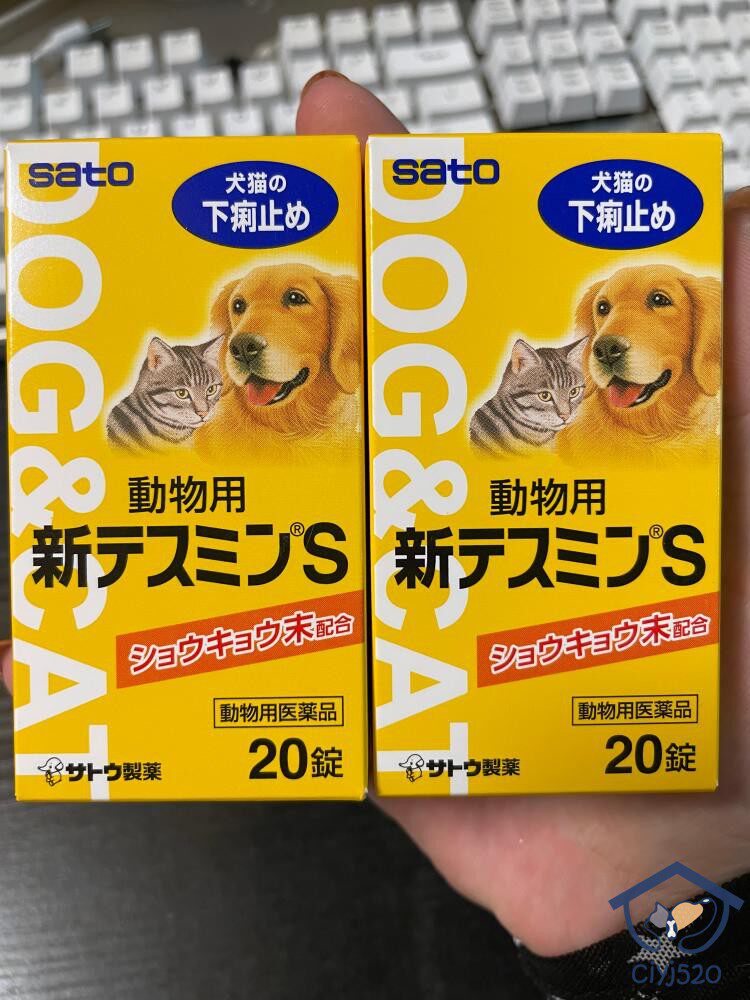 sato
犬猫の
下痢止め
DOG&CAT
動物用
新テスミン®S
ショウキョウ末配合
動物用医薬品
サトウ製薬
20錠
sato
犬猫の
下痢止め
DOG&CAT
動物用
新テスミン®S
ショウキョウ末配合
動物用医薬品
サトウ製薬
20錠
Clyj520